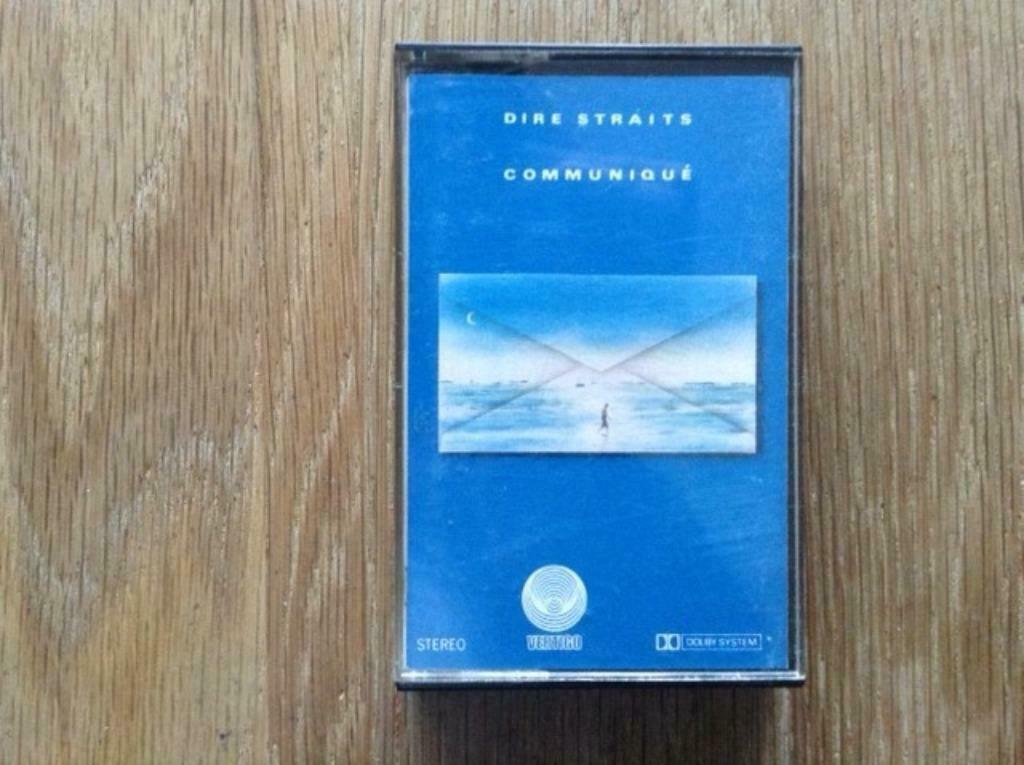 DIRE STRAITS
COMMUNIQUÉ
STEREO
VERTIGO
DOLBY SYSTEM